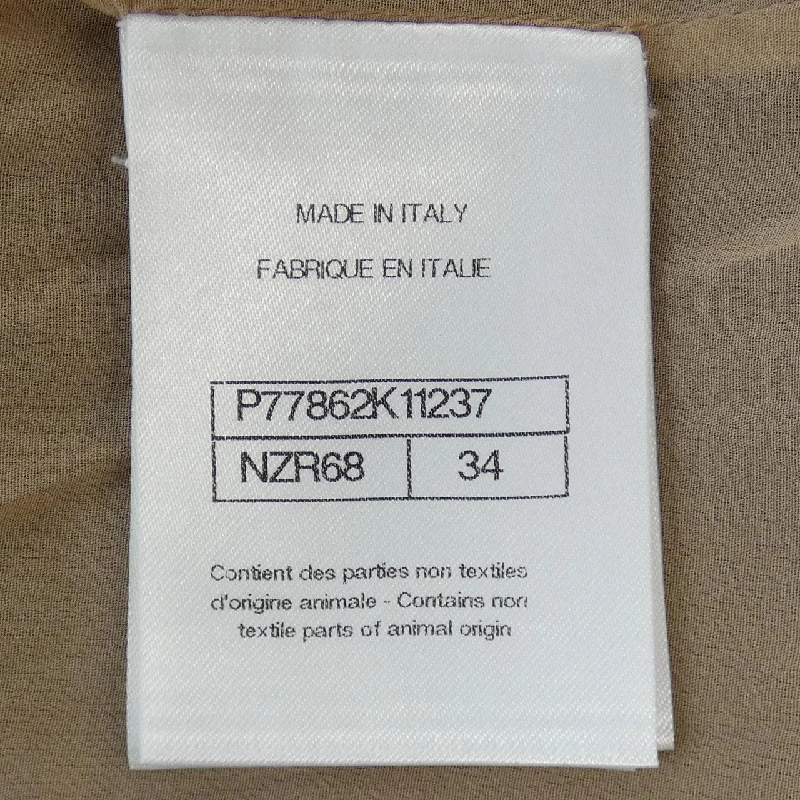 MADE IN ITALY
FABRIQUE EN ITALIE
P77862K11237
NZR68 34
Contient des parties non textiles
d'origine animale - Contains non
textile parts of animal origin